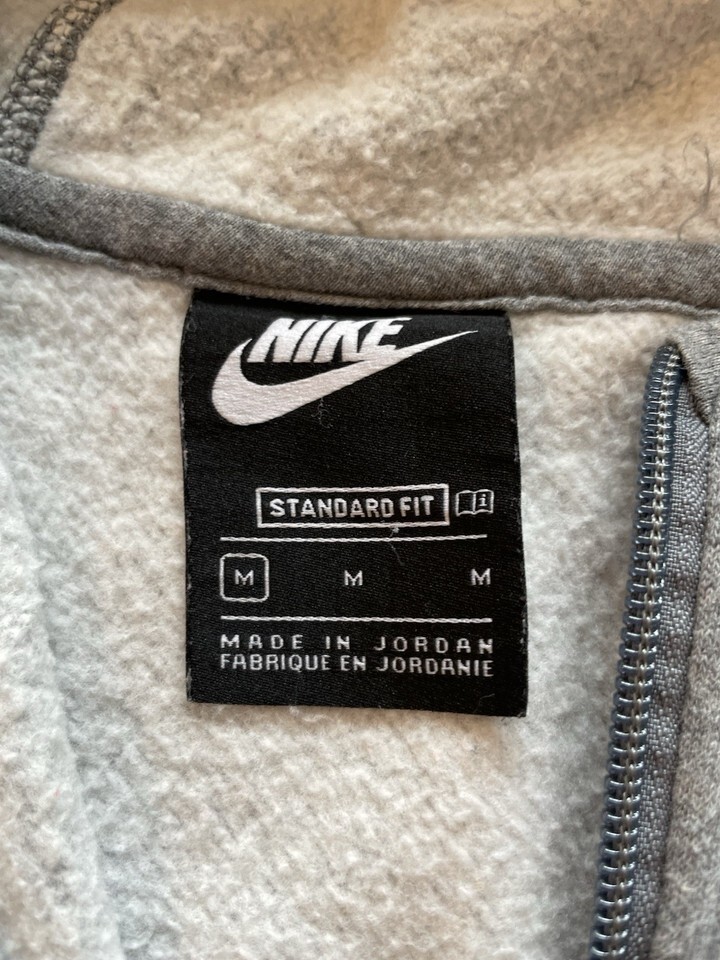 NIKE
STANDARD FIT i
M M M
MADE IN JORDAN
FABRIQUE EN JORDANIE